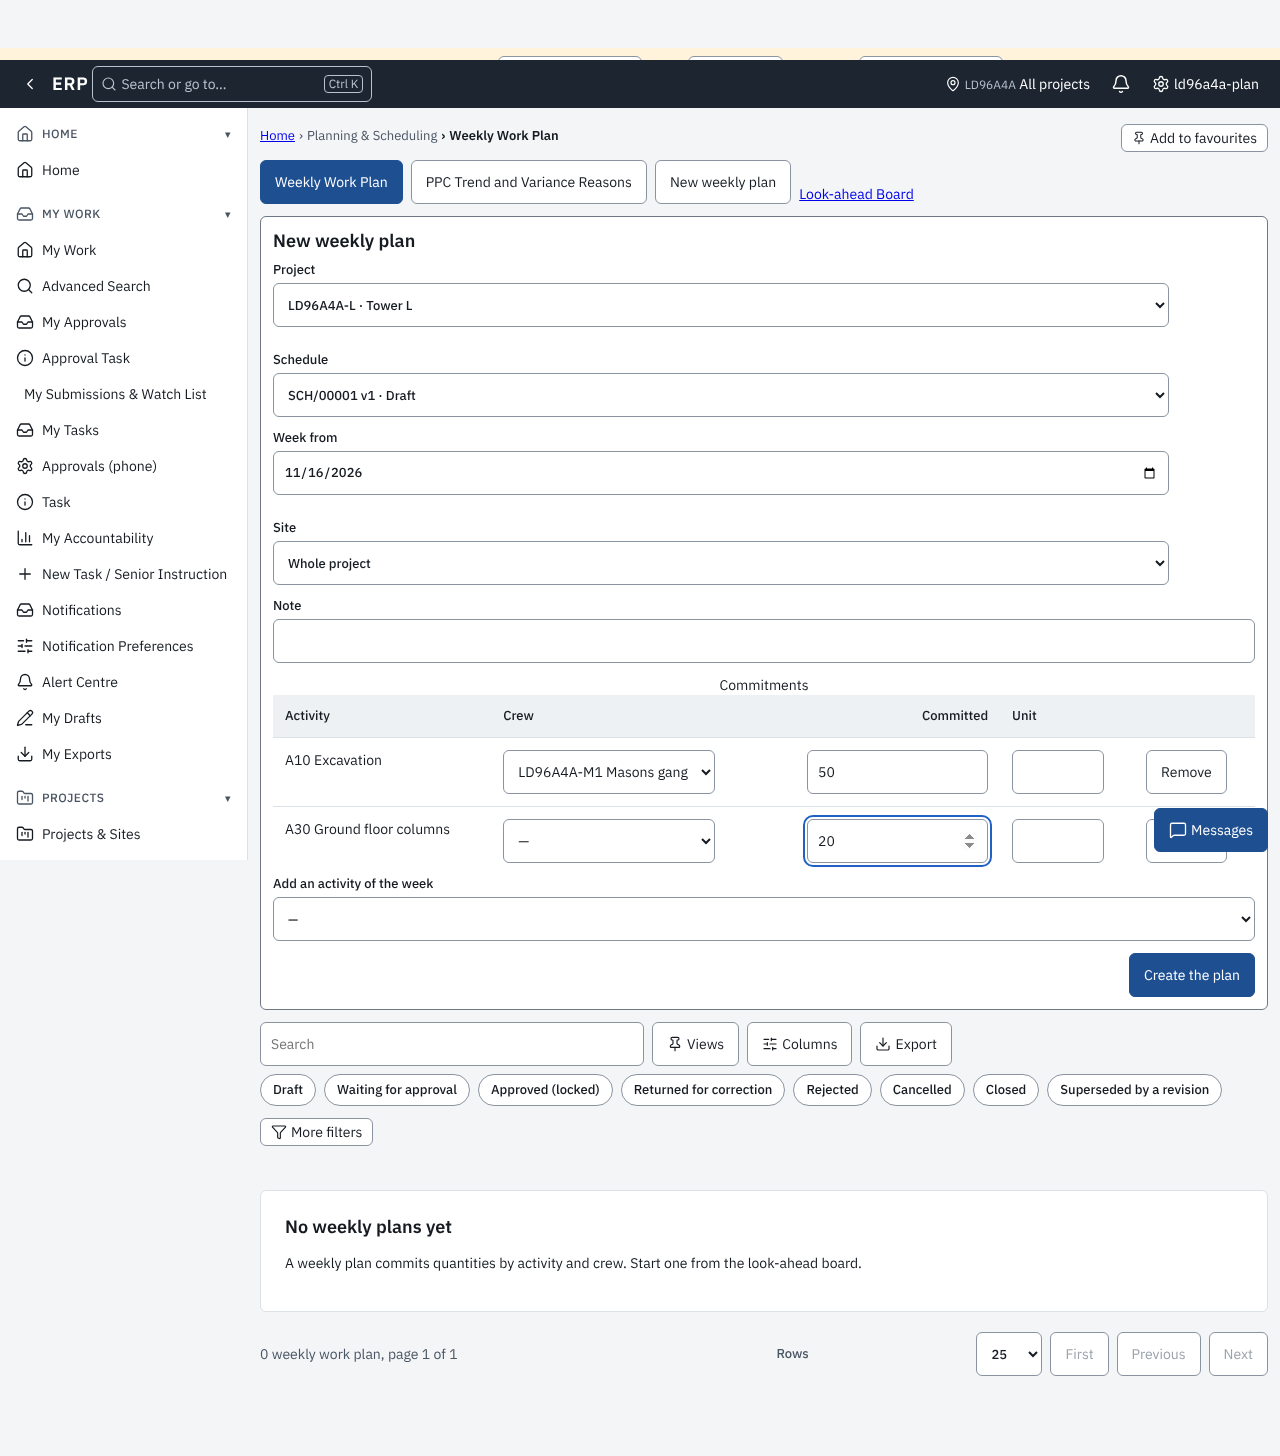 ERP
Search or go to...
Ctrl K
LD96A4A All projects
ld96a4a-plan
HOME
Home
MY WORK
My Work
Advanced Search
My Approvals
Approval Task
My Submissions & Watch List
My Tasks
Approvals (phone)
Task
My Accountability
New Task / Senior Instruction
Notifications
Notification Preferences
Alert Centre
My Drafts
My Exports
PROJECTS
Projects & Sites
Home › Planning & Scheduling › Weekly Work Plan
Add to favourites
Weekly Work Plan
PPC Trend and Variance Reasons
New weekly plan
Look-ahead Board
New weekly plan
Project
LD96A4A-L · Tower L
Schedule
SCH/00001 v1 · Draft
Week from
11/16/2026
Site
Whole project
Note
Commitments
Activity Crew Committed Unit
A10 Excavation LD96A4A-M1 Masons gang 50 Remove
A30 Ground floor columns — 20
Messages
Add an activity of the week
—
Create the plan
Search
Views
Columns
Export
Draft
Waiting for approval
Approved (locked)
Returned for correction
Rejected
Cancelled
Closed
Superseded by a revision
More filters
No weekly plans yet
A weekly plan commits quantities by activity and crew. Start one from the look-ahead board.
0 weekly work plan, page 1 of 1
Rows
25
First
Previous
Next